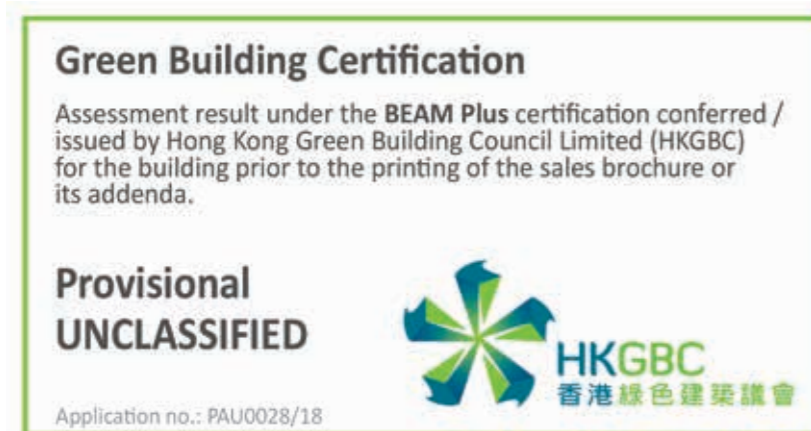 Green Building Certification
Assessment result under the BEAM Plus certification conferred /
issued by Hong Kong Green Building Council Limited (HKGBC)
for the building prior to the printing of the sales brochure or
its addenda.
Provisional
UNCLASSIFIED
HKGBC
香港綠色建築議會
Application no.: PAU0028/18